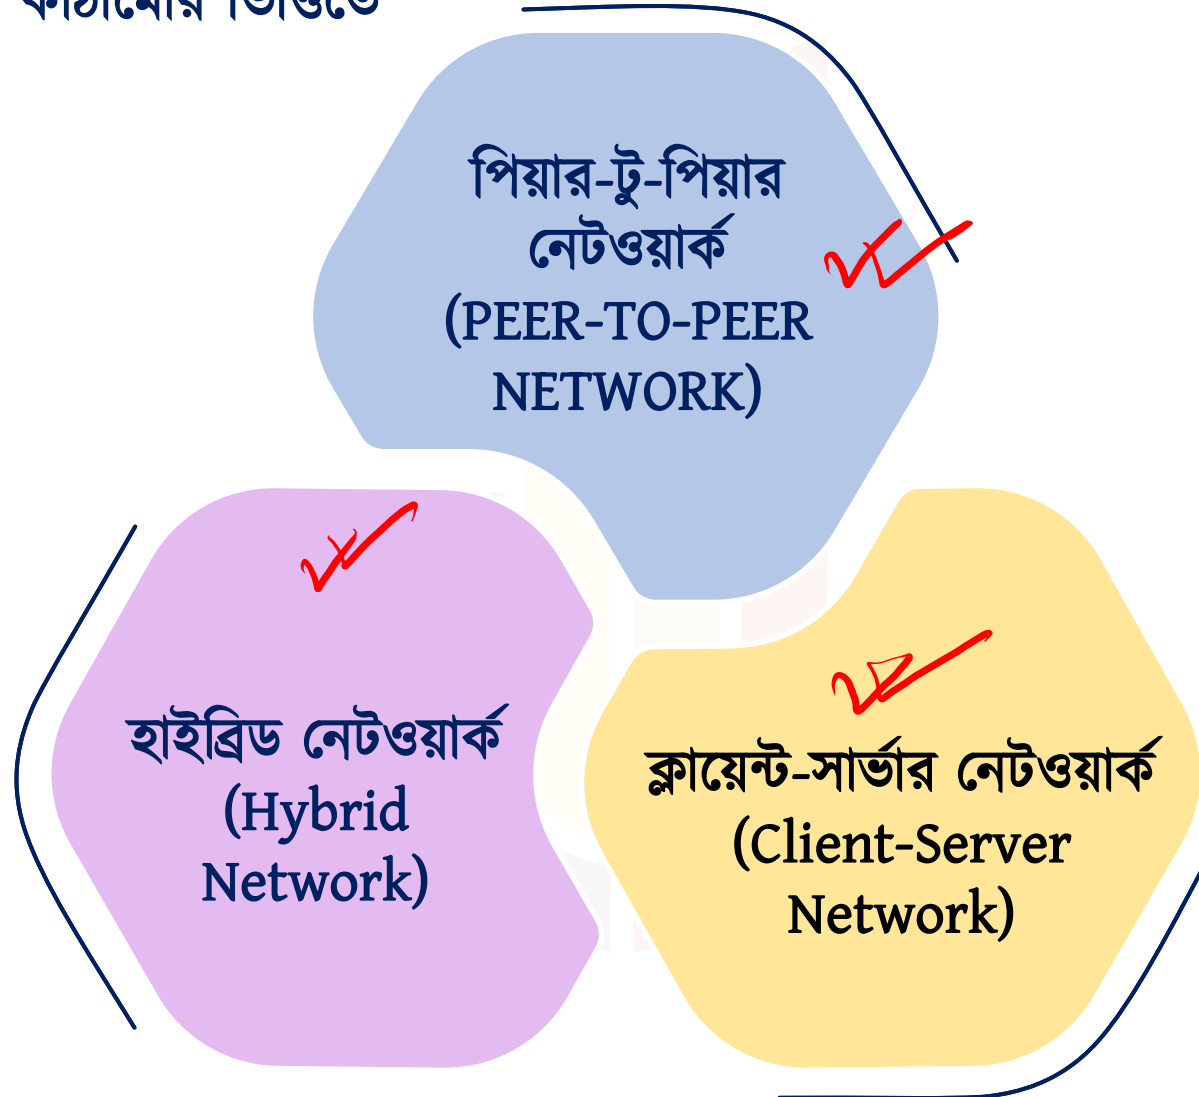 কাঠামোর ভিত্তিতে
পিয়ার-টু-পিয়ার
নেটওয়ার্ক
(PEER-TO-PEER
NETWORK)
হাইব্রিড নেটওয়ার্ক
(Hybrid
Network)
ক্লায়েন্ট-সার্ভার নেটওয়ার্ক
(Client-Server
Network)